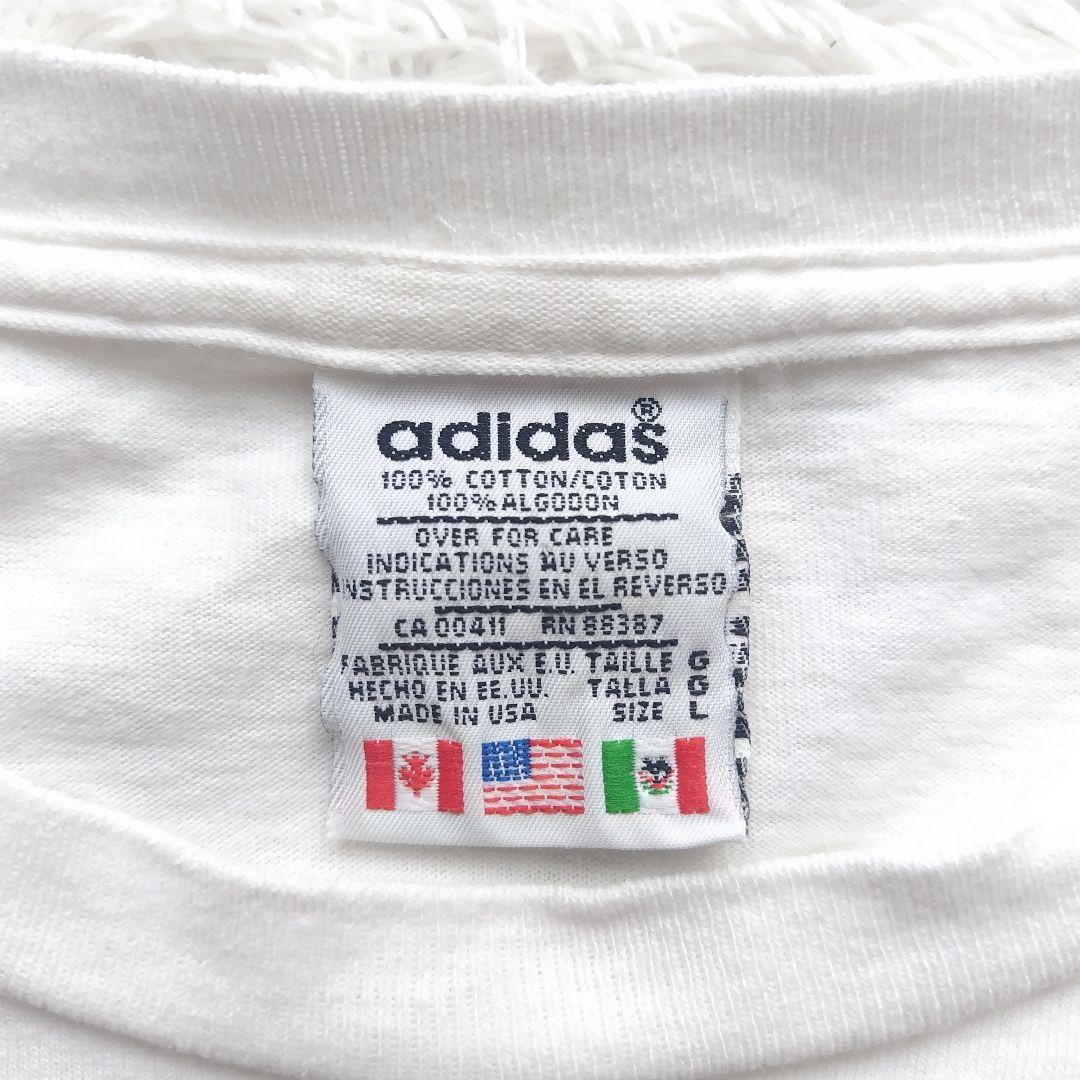 adidas®
100% COTTON/COTON
100% ALGODON
OVER FOR CARE
INDICATIONS AU VERSO
INSTRUCCIONES EN EL REVERSO
CA 00411 RN 88387
FABRIQUE AUX E.U. TAILLE G
HECHO EN EE.UU. TALLA G
MADE IN USA SIZE L